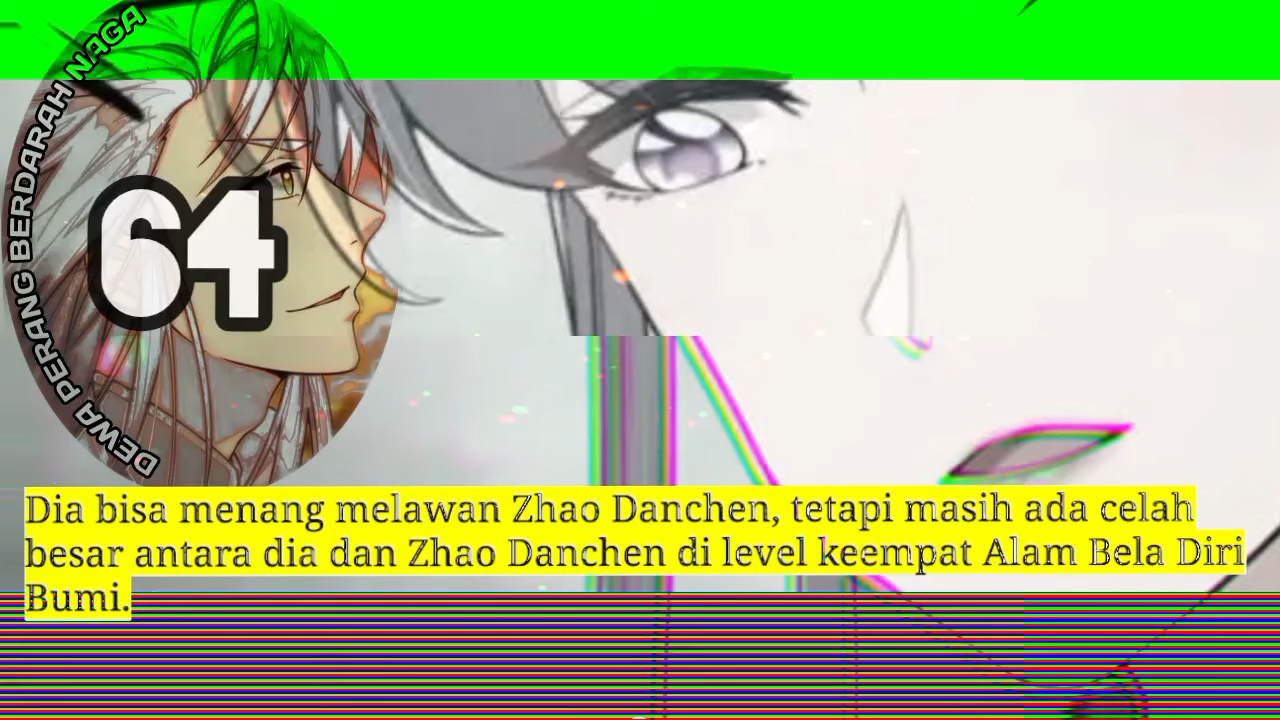 DEWA PERANG BERDARAH NAGA
64
Dia bisa menang melawan Zhao Danchen, tetapi masih ada celah
besar antara dia dan Zhao Danchen di level keempat Alam Bela Diri
Bumi.